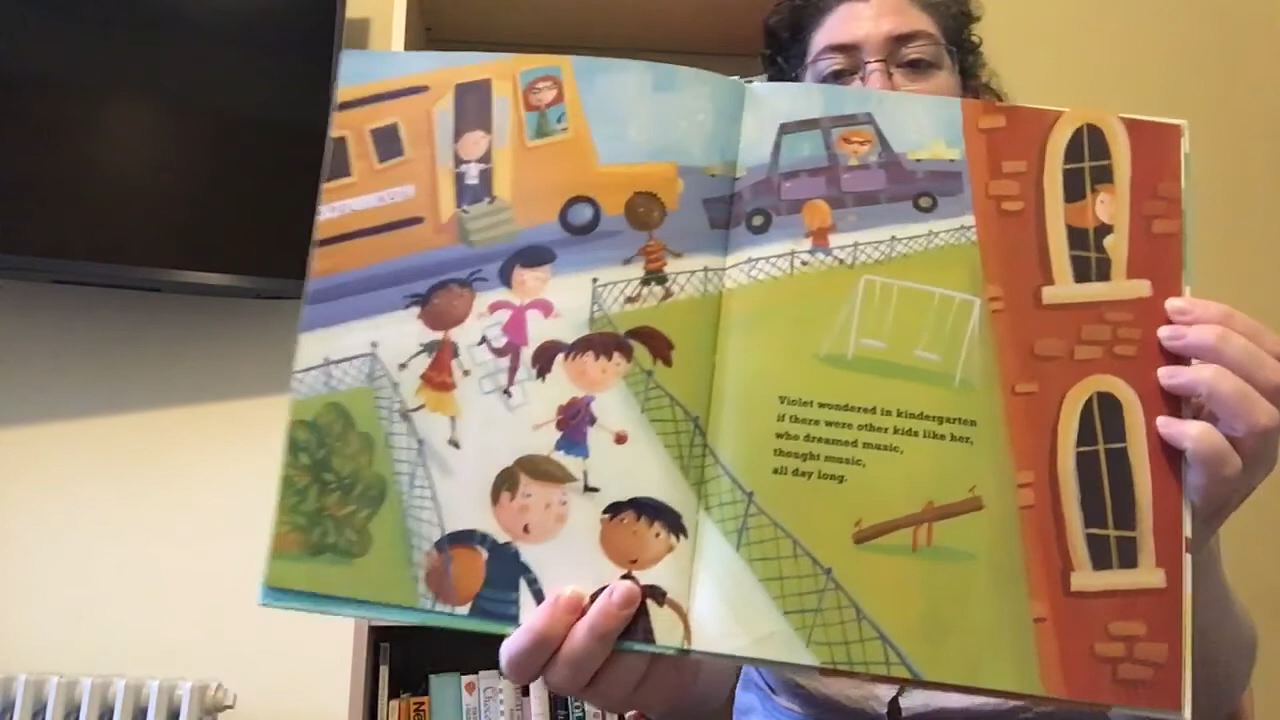 Violet wondered in kindergarten
if there were other kids like her,
who dreamed music,
thought music,
all day long.